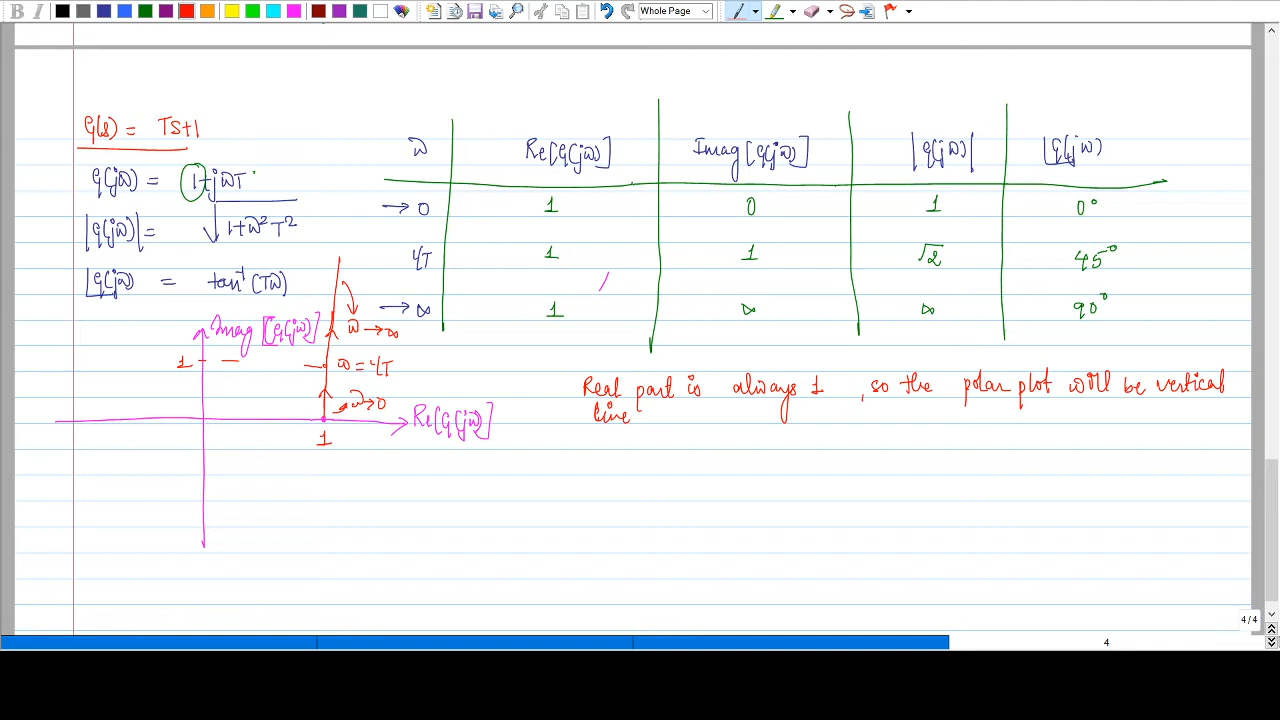 B I Whole Page
G(s) = Ts+1
ω Re[G(jω)] Imag[G(jω)] |G(jω)| ∠G(jω)
G(jω) = 1+jωT
→ 0 1 0 1 0°
|G(jω)| = √1+ω²T²
1/T 1 1 √2 45°
∠G(jω) = tan⁻¹(Tω)
→ ∞ 1 ∞ ∞ 90°
Imag[G(jω)] ω→∞
1 ω = 1/T
Real part is always 1, so the polar plot will be vertical
line
ω→0
Re[G(jω)]
1
4/4
4